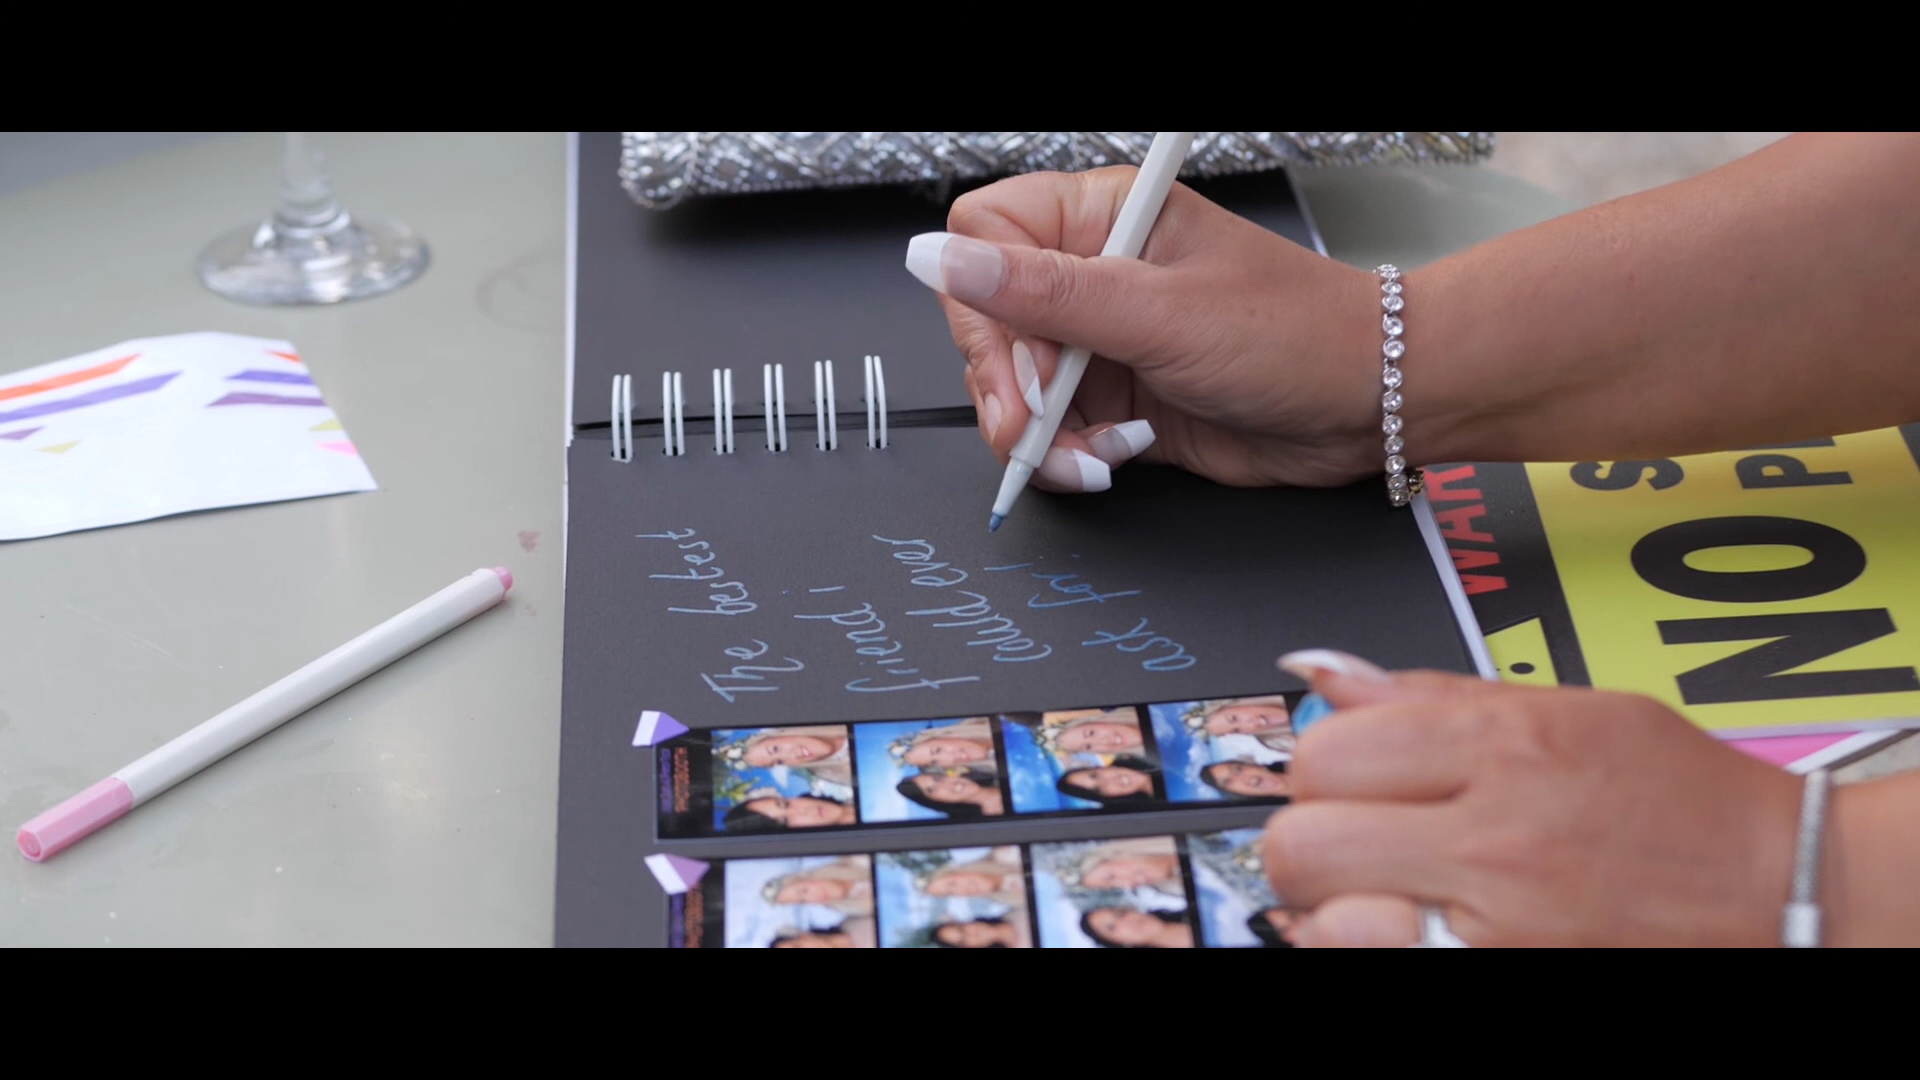 The bestest
friend i
could ever
ask for!
WAR
S
NO P